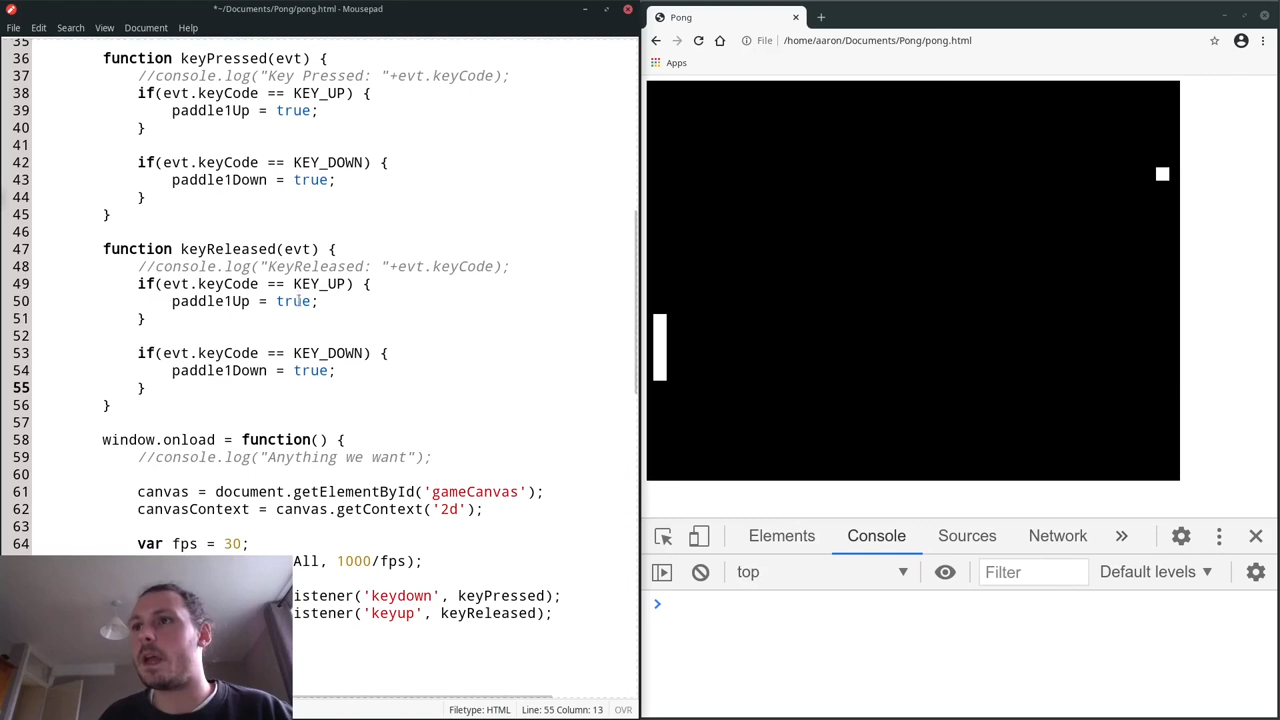 *~/Documents/Pong/pong.html - Mousepad
File Edit Search View Document Help
35
36 function keyPressed(evt) {
37 //console.log("Key Pressed: "+evt.keyCode);
38 if(evt.keyCode == KEY_UP) {
39 paddle1Up = true;
40 }
41
42 if(evt.keyCode == KEY_DOWN) {
43 paddle1Down = true;
44 }
45 }
46
47 function keyReleased(evt) {
48 //console.log("KeyReleased: "+evt.keyCode);
49 if(evt.keyCode == KEY_UP) {
50 paddle1Up = true;
51 }
52
53 if(evt.keyCode == KEY_DOWN) {
54 paddle1Down = true;
55 }
56 }
57
58 window.onload = function() {
59 //console.log("Anything we want");
60
61 canvas = document.getElementById('gameCanvas');
62 canvasContext = canvas.getContext('2d');
63
64 var fps = 30;
All, 1000/fps);
istener('keydown', keyPressed);
istener('keyup', keyReleased);
Filetype: HTML Line: 55 Column: 13 OVR
Pong
File /home/aaron/Documents/Pong/pong.html
Apps
Elements Console Sources Network
top Filter Default levels